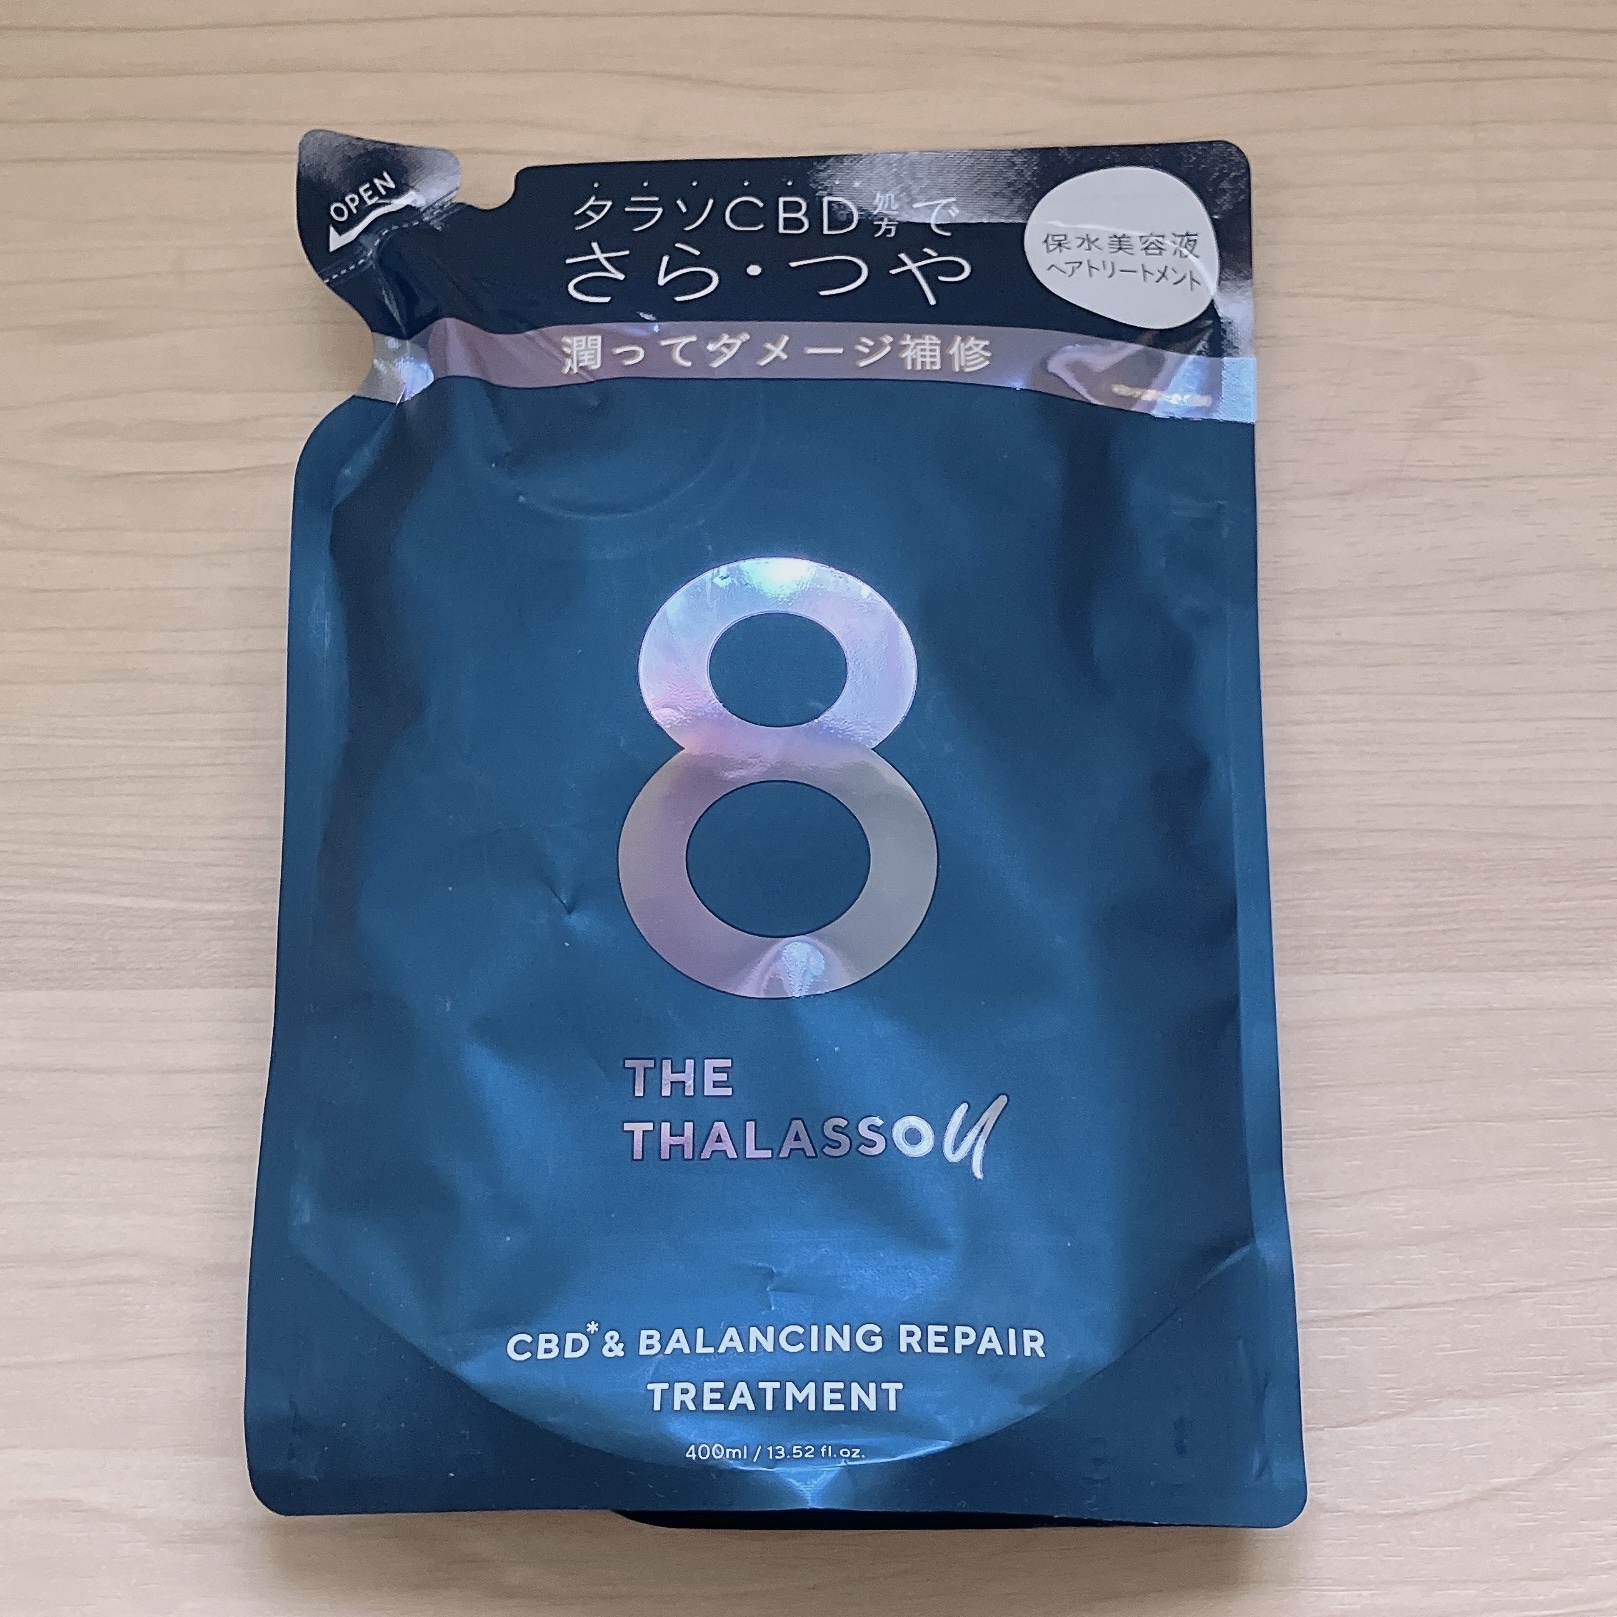 OPEN
タラソCBD処方で
さら・つや
保水美容液
ヘアトリートメント
潤ってダメージ補修
8
THE
THALASSO U
CBD*& BALANCING REPAIR
TREATMENT
400ml / 13.52 fl.oz.